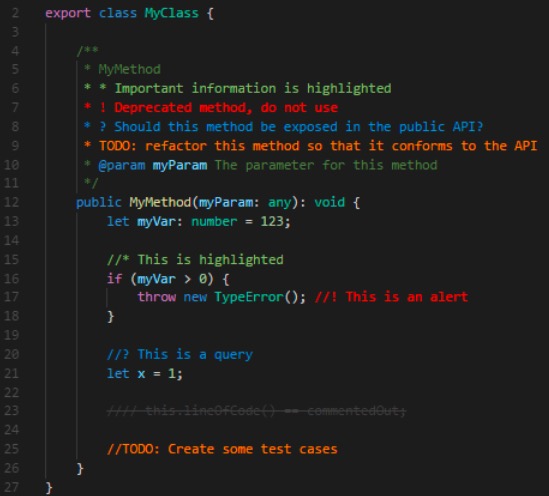 2 export class MyClass {
3
4 /**
5 * MyMethod
6 * * Important information is highlighted
7 * ! Deprecated method, do not use
8 * ? Should this method be exposed in the public API?
9 * TODO: refactor this method so that it conforms to the API
10 * @param myParam The parameter for this method
11 */
12 public MyMethod(myParam: any): void {
13 let myVar: number = 123;
14
15 //* This is highlighted
16 if (myVar > 0) {
17 throw new TypeError(); //! This is an alert
18 }
19
20 //? This is a query
21 let x = 1;
22
23 //// this.lineOfCode() == commentedOut;
24
25 //TODO: Create some test cases
26 }
27 }